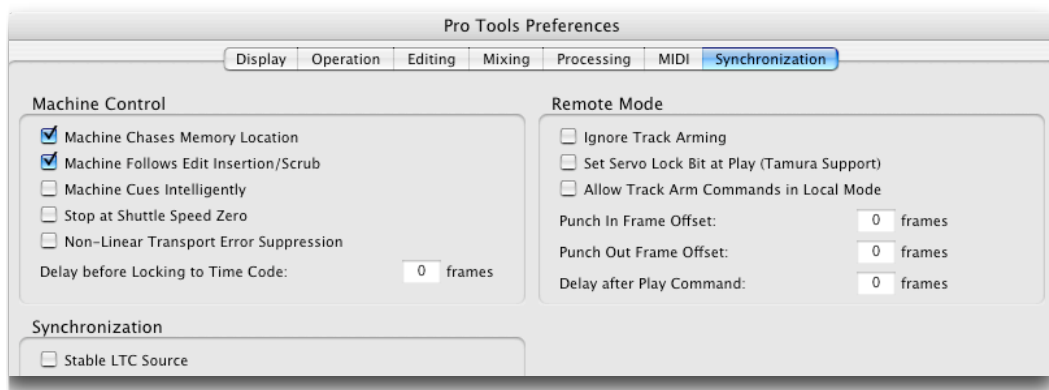 Pro Tools Preferences
Display Operation Editing Mixing Processing MIDI Synchronization
Machine Control
Machine Chases Memory Location
Machine Follows Edit Insertion/Scrub
Machine Cues Intelligently
Stop at Shuttle Speed Zero
Non-Linear Transport Error Suppression
Delay before Locking to Time Code: 0 frames
Remote Mode
Ignore Track Arming
Set Servo Lock Bit at Play (Tamura Support)
Allow Track Arm Commands in Local Mode
Punch In Frame Offset: 0 frames
Punch Out Frame Offset: 0 frames
Delay after Play Command: 0 frames
Synchronization
Stable LTC Source